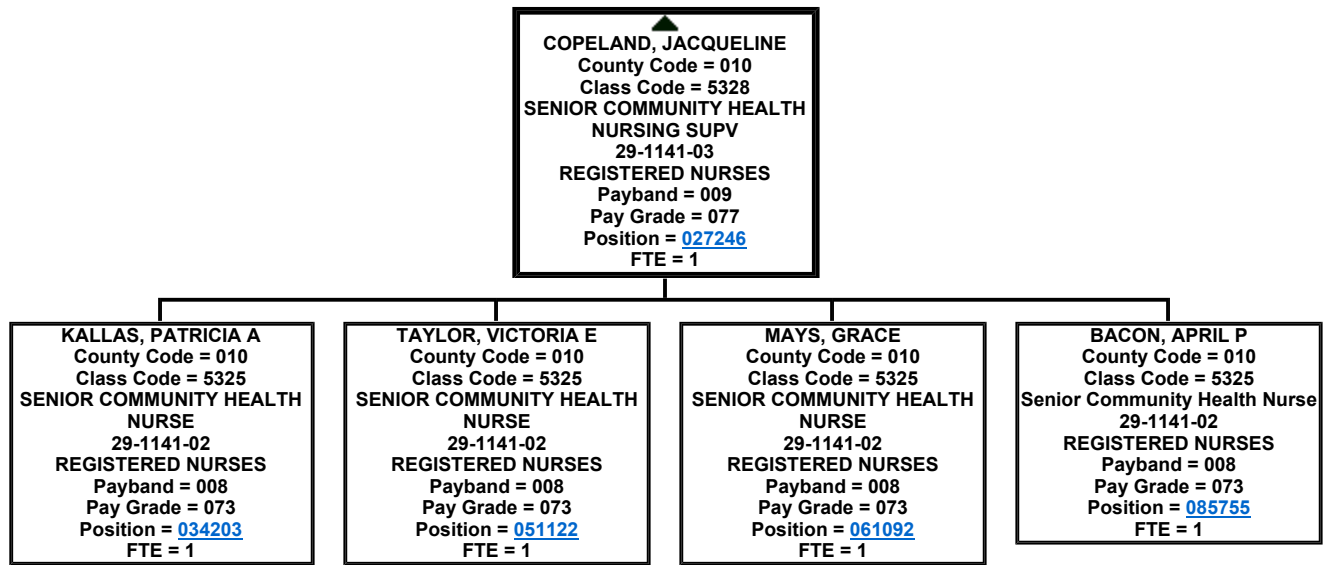 COPELAND, JACQUELINE
County Code = 010
Class Code = 5328
SENIOR COMMUNITY HEALTH
NURSING SUPV
29-1141-03
REGISTERED NURSES
Payband = 009
Pay Grade = 077
Position = 027246
FTE = 1
KALLAS, PATRICIA A
County Code = 010
Class Code = 5325
SENIOR COMMUNITY HEALTH
NURSE
29-1141-02
REGISTERED NURSES
Payband = 008
Pay Grade = 073
Position = 034203
FTE = 1
TAYLOR, VICTORIA E
County Code = 010
Class Code = 5325
SENIOR COMMUNITY HEALTH
NURSE
29-1141-02
REGISTERED NURSES
Payband = 008
Pay Grade = 073
Position = 051122
FTE = 1
MAYS, GRACE
County Code = 010
Class Code = 5325
SENIOR COMMUNITY HEALTH
NURSE
29-1141-02
REGISTERED NURSES
Payband = 008
Pay Grade = 073
Position = 061092
FTE = 1
BACON, APRIL P
County Code = 010
Class Code = 5325
Senior Community Health Nurse
29-1141-02
REGISTERED NURSES
Payband = 008
Pay Grade = 073
Position = 085755
FTE = 1